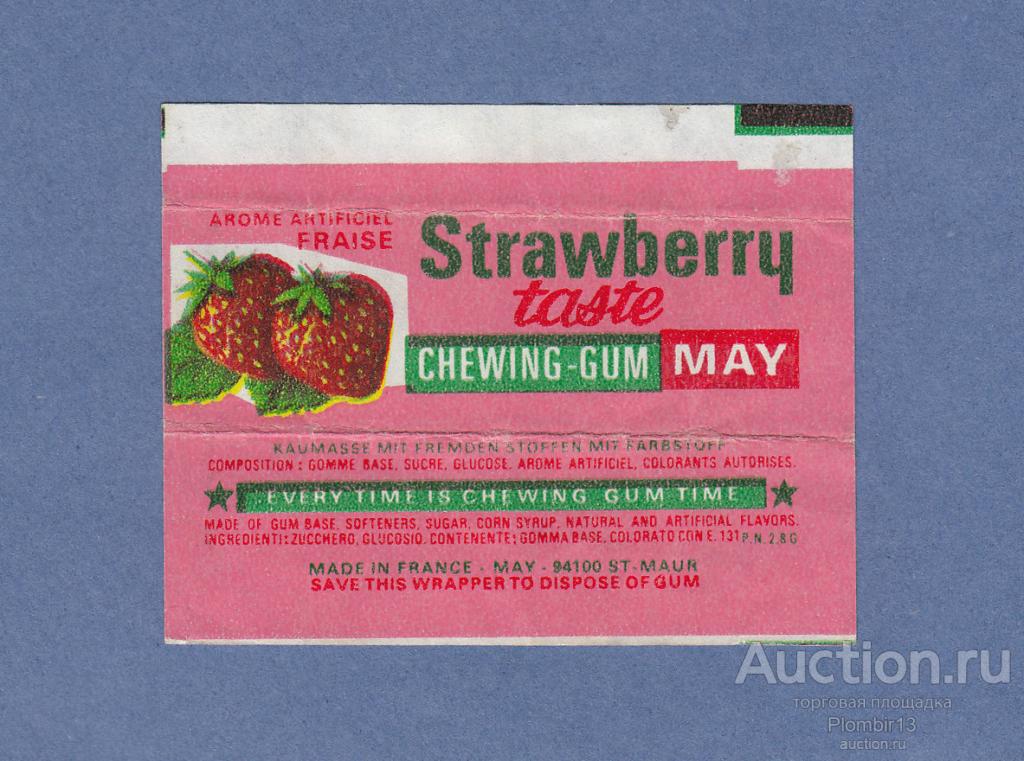 AROME ARTIFICIEL
FRAISE
Strawberry
taste
CHEWING-GUM MAY
KAUMASSE MIT FREMDEN STOFFEN MIT FARBSTOFF
COMPOSITION : GOMME BASE, SUCRE, GLUCOSE. AROME ARTIFICIEL, COLORANTS AUTORISES.
EVERY TIME IS CHEWING GUM TIME
MADE OF GUM BASE, SOFTENERS, SUGAR, CORN SYRUP, NATURAL AND ARTIFICIAL FLAVORS.
INGREDIENTI: ZUCCHERO, GLUCOSIO. CONTENENTE: GOMMA BASE, COLORATO CON E. 131 P.N. 2,8 G
MADE IN FRANCE - MAY - 94100 ST-MAUR
SAVE THIS WRAPPER TO DISPOSE OF GUM
Auction.ru
торговая площадка
Plombir13
auction.ru